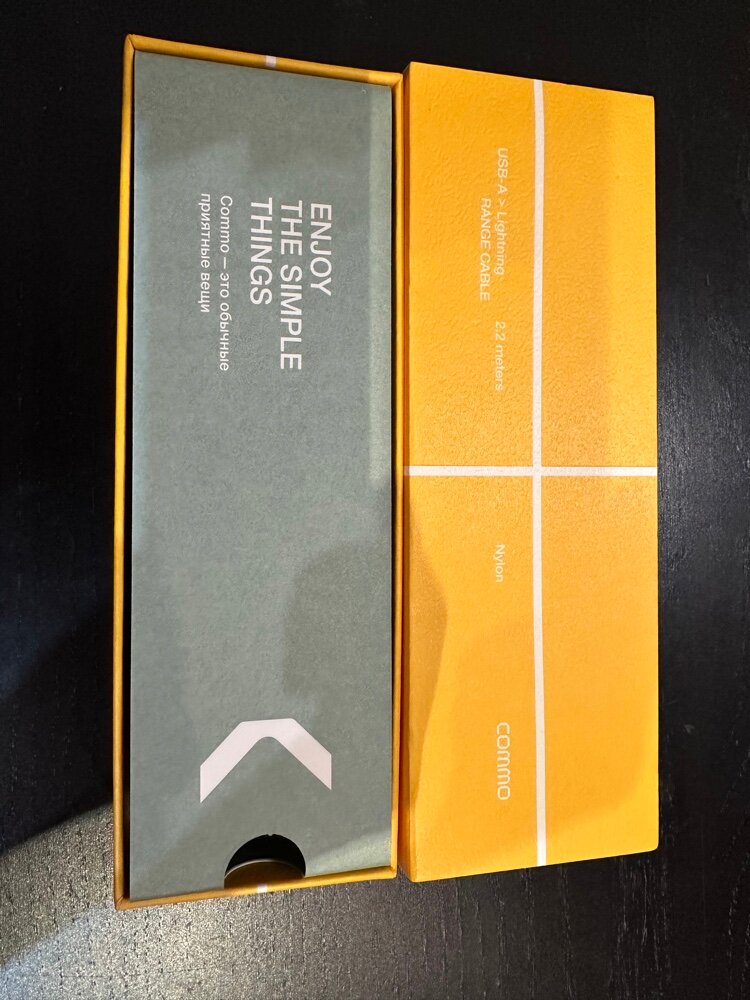 ENJOY
THE SIMPLE
THINGS
Commo — это обычные
приятные вещи
USB-A > Lightning
RANGE CABLE
2.2 meters
Nylon
COMMO